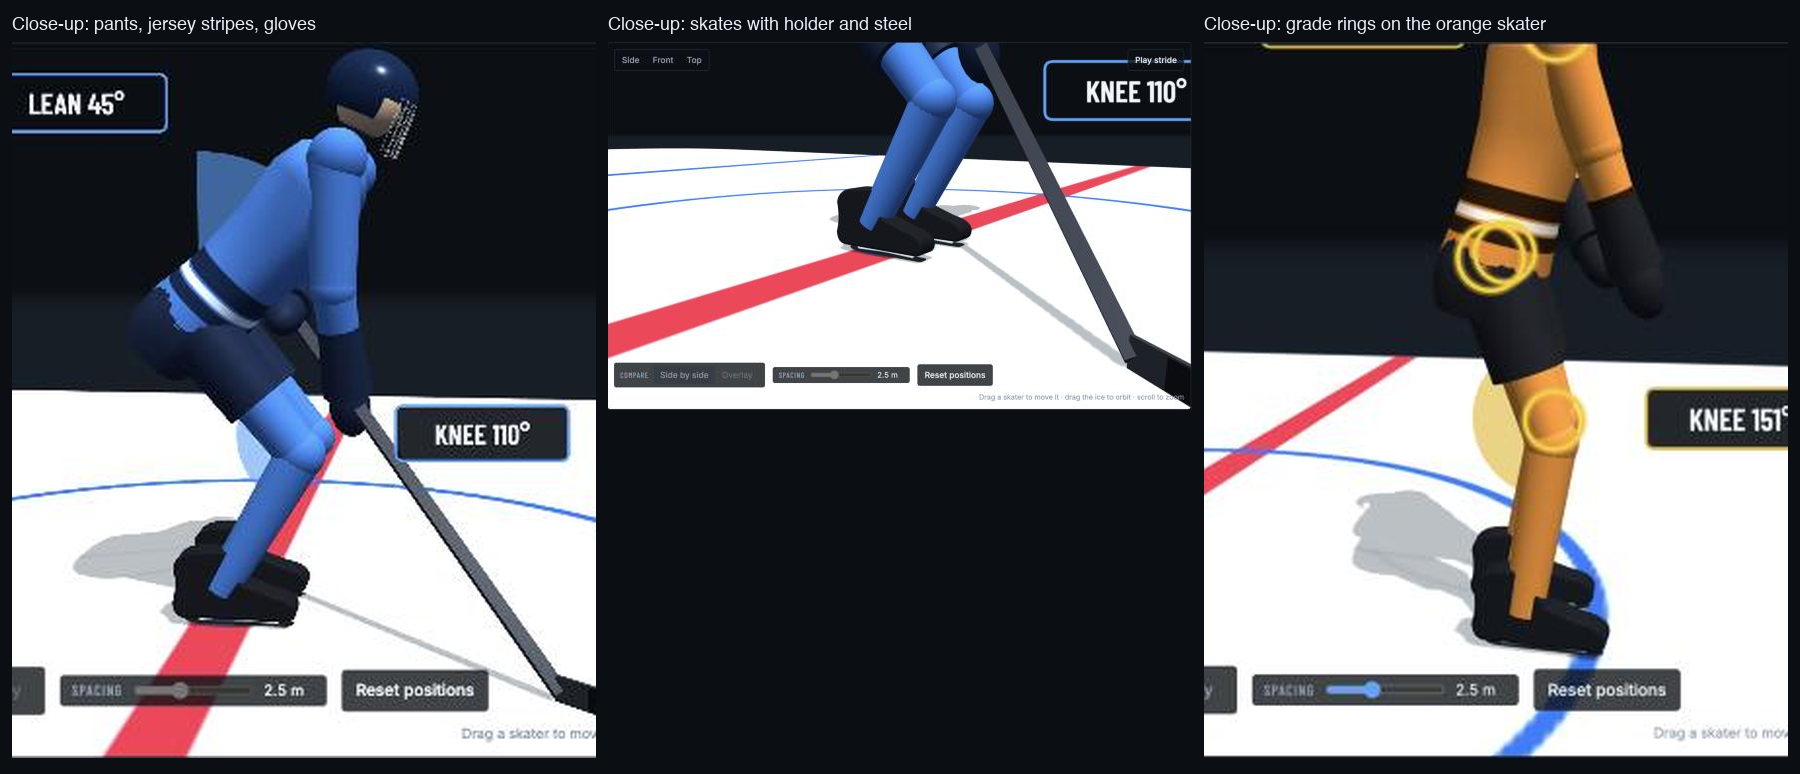 Close-up: pants, jersey stripes, gloves
LEAN 45°
KNEE 110°
SPACING 2.5 m Reset positions
Drag a skater to mov
Close-up: skates with holder and steel
Side Front Top Play stride
KNEE 110°
COMPARE Side by side Overlay SPACING 2.5 m Reset positions
Drag a skater to move it · drag the ice to orbit · scroll to zoom
Close-up: grade rings on the orange skater
KNEE 151°
SPACING 2.5 m Reset positions
Drag a skater to mov